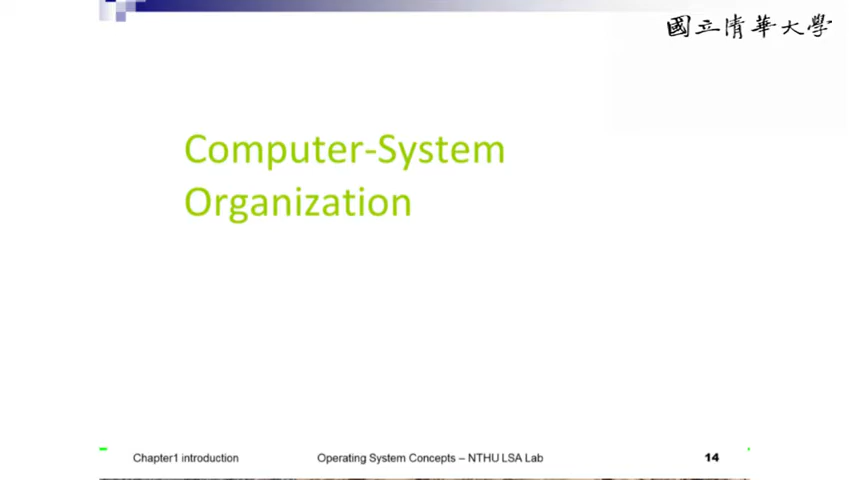 國立清華大學
Computer-System
Organization
Chapter1 introduction
Operating System Concepts – NTHU LSA Lab
14